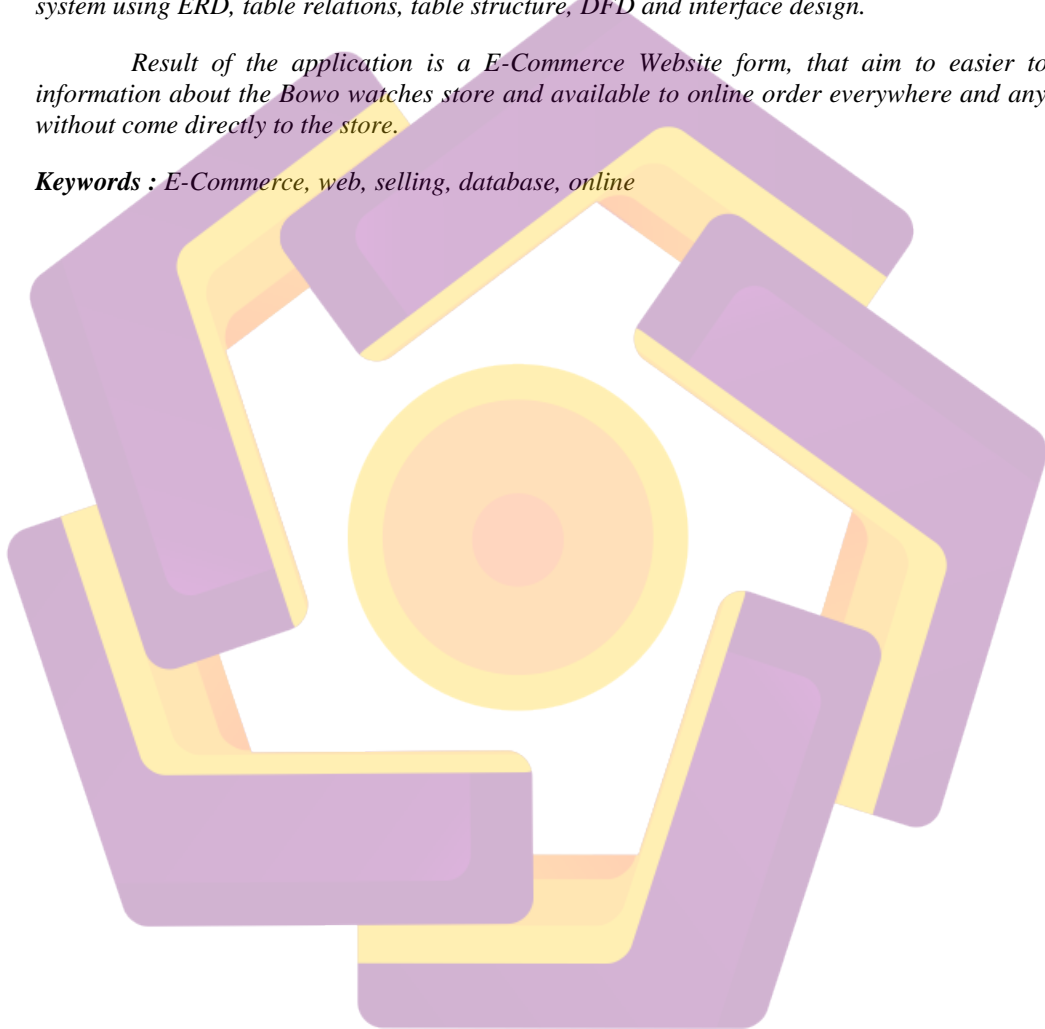 system using ERD, table relations, table structure, DFD and interface design.
Result of the application is a E-Commerce Website form, that aim to easier to
information about the Bowo watches store and available to online order everywhere and any
without come directly to the store.
Keywords : E-Commerce, web, selling, database, online